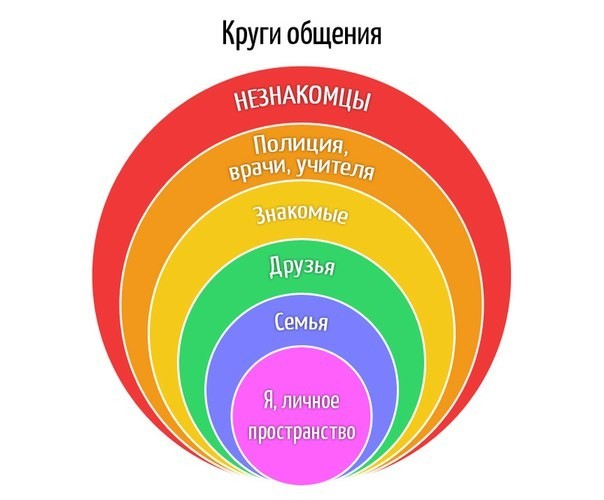 Круги общения
НЕЗНАКОМЦЫ
Полиция,
врачи, учителя
Знакомые
Друзья
Семья
Я, личное
пространство